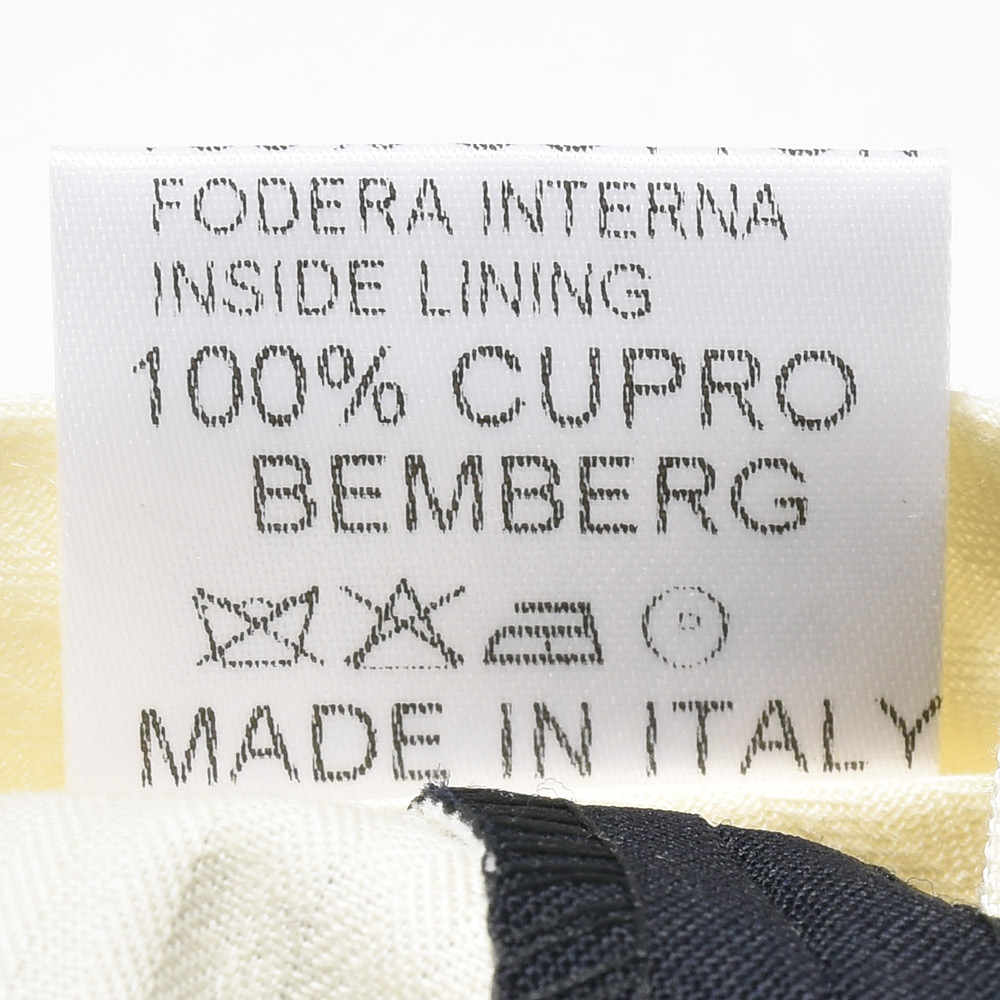 FODERA INTERNA
INSIDE LINING
100% CUPRO
BEMBERG
MADE IN ITALY